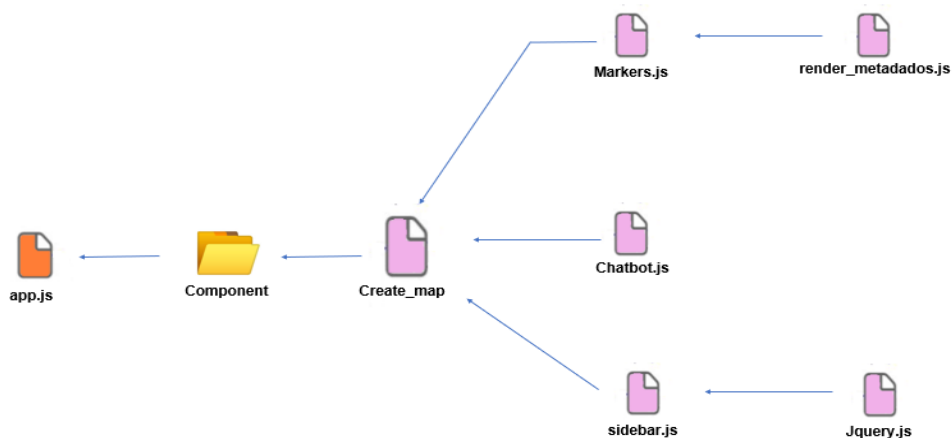 Markers.js
render_metadados.js
Chatbot.js
app.js
Component
Create_map
sidebar.js
Jquery.js